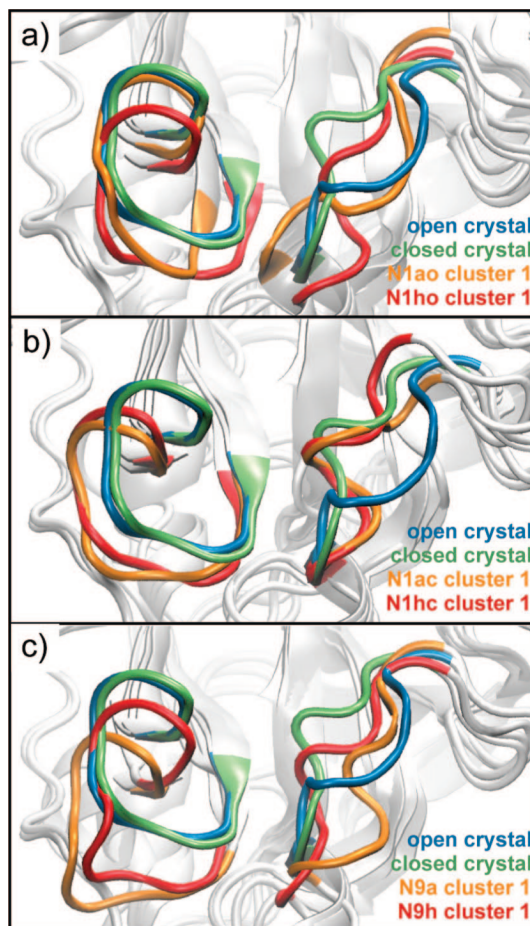 a)
open crystal
closed crystal
N1ao cluster 1
N1ho cluster 1
b)
open crystal
closed crystal
N1ac cluster 1
N1hc cluster 1
c)
open crystal
closed crystal
N9a cluster 1
N9h cluster 1